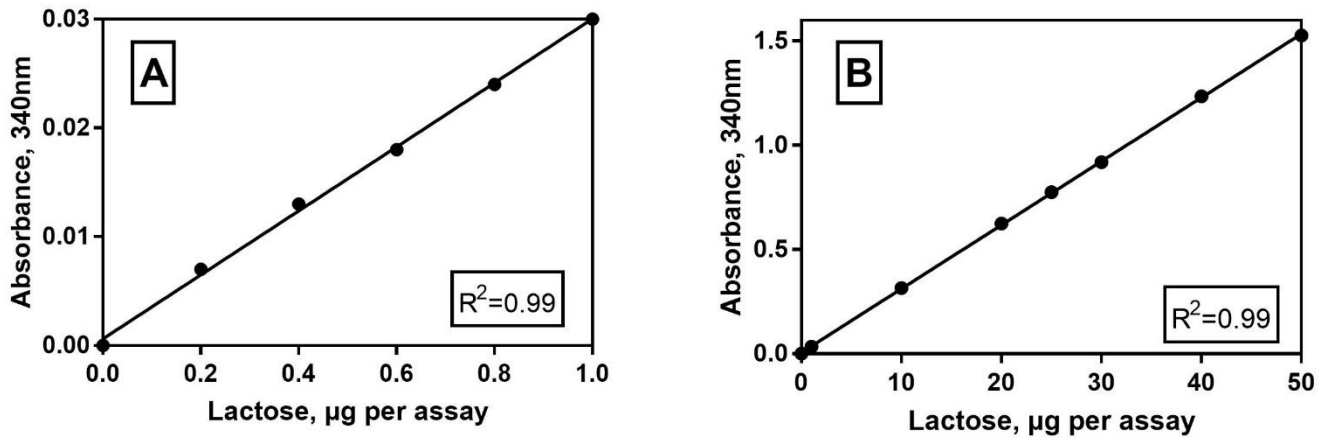 A
Absorbance, 340nm
0.03
0.02
0.01
0.00
R²=0.99
0.0 0.2 0.4 0.6 0.8 1.0
Lactose, µg per assay
B
Absorbance, 340nm
1.5
1.0
0.5
0.0
R²=0.99
0 10 20 30 40 50
Lactose, µg per assay